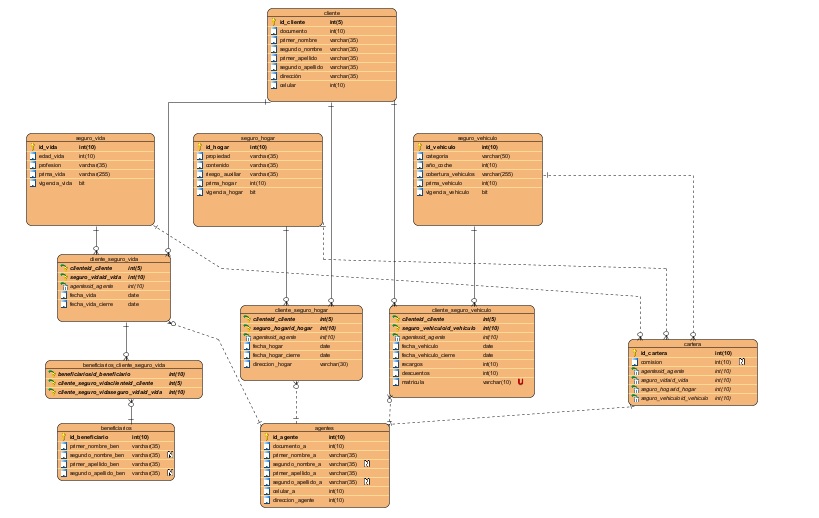 cliente
id_cliente int(5)
documento int(10)
primer_nombre varchar(35)
segundo_nombre varchar(35)
primer_apellido varchar(35)
segundo_apellido varchar(35)
dirección varchar(35)
celular int(10)
seguro_vida
id_vida int(10)
edad_vida int(10)
profesion varchar(35)
prima_vida varchar(255)
vigencia_vida bit
seguro_hogar
id_hogar int(10)
propiedad varchar(35)
contenido varchar(35)
riesgo_auxiliar varchar(35)
prima_hogar int(10)
vigencia_hogar bit
seguro_vehiculo
id_vehiculo int(10)
categoria varchar(50)
año_coche int(10)
cobertura_vehiculos varchar(255)
prima_vehiculo int(10)
vigencia_vehiculo bit
cliente_seguro_vida
clienteid_cliente int(5)
seguro_vidaid_vida int(10)
agentesid_agente int(10)
fecha_vida date
fecha_vida_cierre date
cliente_seguro_hogar
clienteid_cliente int(5)
seguro_hogarid_hogar int(10)
agentesid_agente int(10)
fecha_hogar date
fecha_hogar_cierre date
direccion_hogar varchar(30)
cliente_seguro_vehiculo
clienteid_cliente int(5)
seguro_vehiculoid_vehiculo int(10)
agentesid_agente int(10)
fecha_vehiculo date
fecha_vehiculo_cierre date
recargos int(10)
descuentos int(10)
matricula varchar(10) U
cartera
id_cartera int(10)
comision int(10) N
agentesid_agente int(10)
seguro_vidaid_vida int(10)
seguro_hogarid_hogar int(10)
seguro_vehiculoid_vehiculo int(10)
beneficiarios_cliente_seguro_vida
beneficiariosid_beneficiario int(10)
cliente_seguro_vidaclienteid_cliente int(5)
cliente_seguro_vidaseguro_vidaid_vida int(10)
beneficiarios
id_beneficiario int(10)
primer_nombre_ben varchar(35)
segundo_nombre_ben varchar(35) N
primer_apellido_ben varchar(35)
segundo_apellido_ben varchar(35) N
agentes
id_agente int(10)
documento_a int(10)
primer_nombre_a varchar(35)
segundo_nombre_a varchar(35) N
primer_apellido_a varchar(35)
segundo_apellido_a varchar(35) N
celular_a int(10)
direccion_agente int(10)